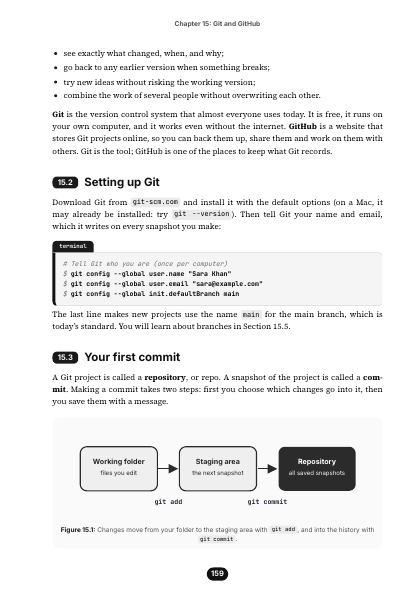 Chapter 15: Git and GitHub
• see exactly what changed, when, and why;
• go back to any earlier version when something breaks;
• try new ideas without risking the working version;
• combine the work of several people without overwriting each other.
Git is the version control system that almost everyone uses today. It is free, it runs on
your own computer, and it works even without the internet. GitHub is a website that
stores Git projects online, so you can back them up, share them and work on them with
others. Git is the tool; GitHub is one of the places to keep what Git records.
15.2 Setting up Git
Download Git from git-scm.com and install it with the default options (on a Mac, it
may already be installed: try git --version). Then tell Git your name and email,
which it writes on every snapshot you make:
terminal
# Tell Git who you are (once per computer)
$ git config --global user.name "Sara Khan"
$ git config --global user.email "sara@example.com"
$ git config --global init.defaultBranch main
The last line makes new projects use the name main for the main branch, which is
today's standard. You will learn about branches in Section 15.5.
15.3 Your first commit
A Git project is called a repository, or repo. A snapshot of the project is called a com-
mit. Making a commit takes two steps: first you choose which changes go into it, then
you save them with a message.
Working folder
files you edit
Staging area
the next snapshot
Repository
all saved snapshots
git add
git commit
Figure 15.1: Changes move from your folder to the staging area with git add, and into the history with
git commit.
159